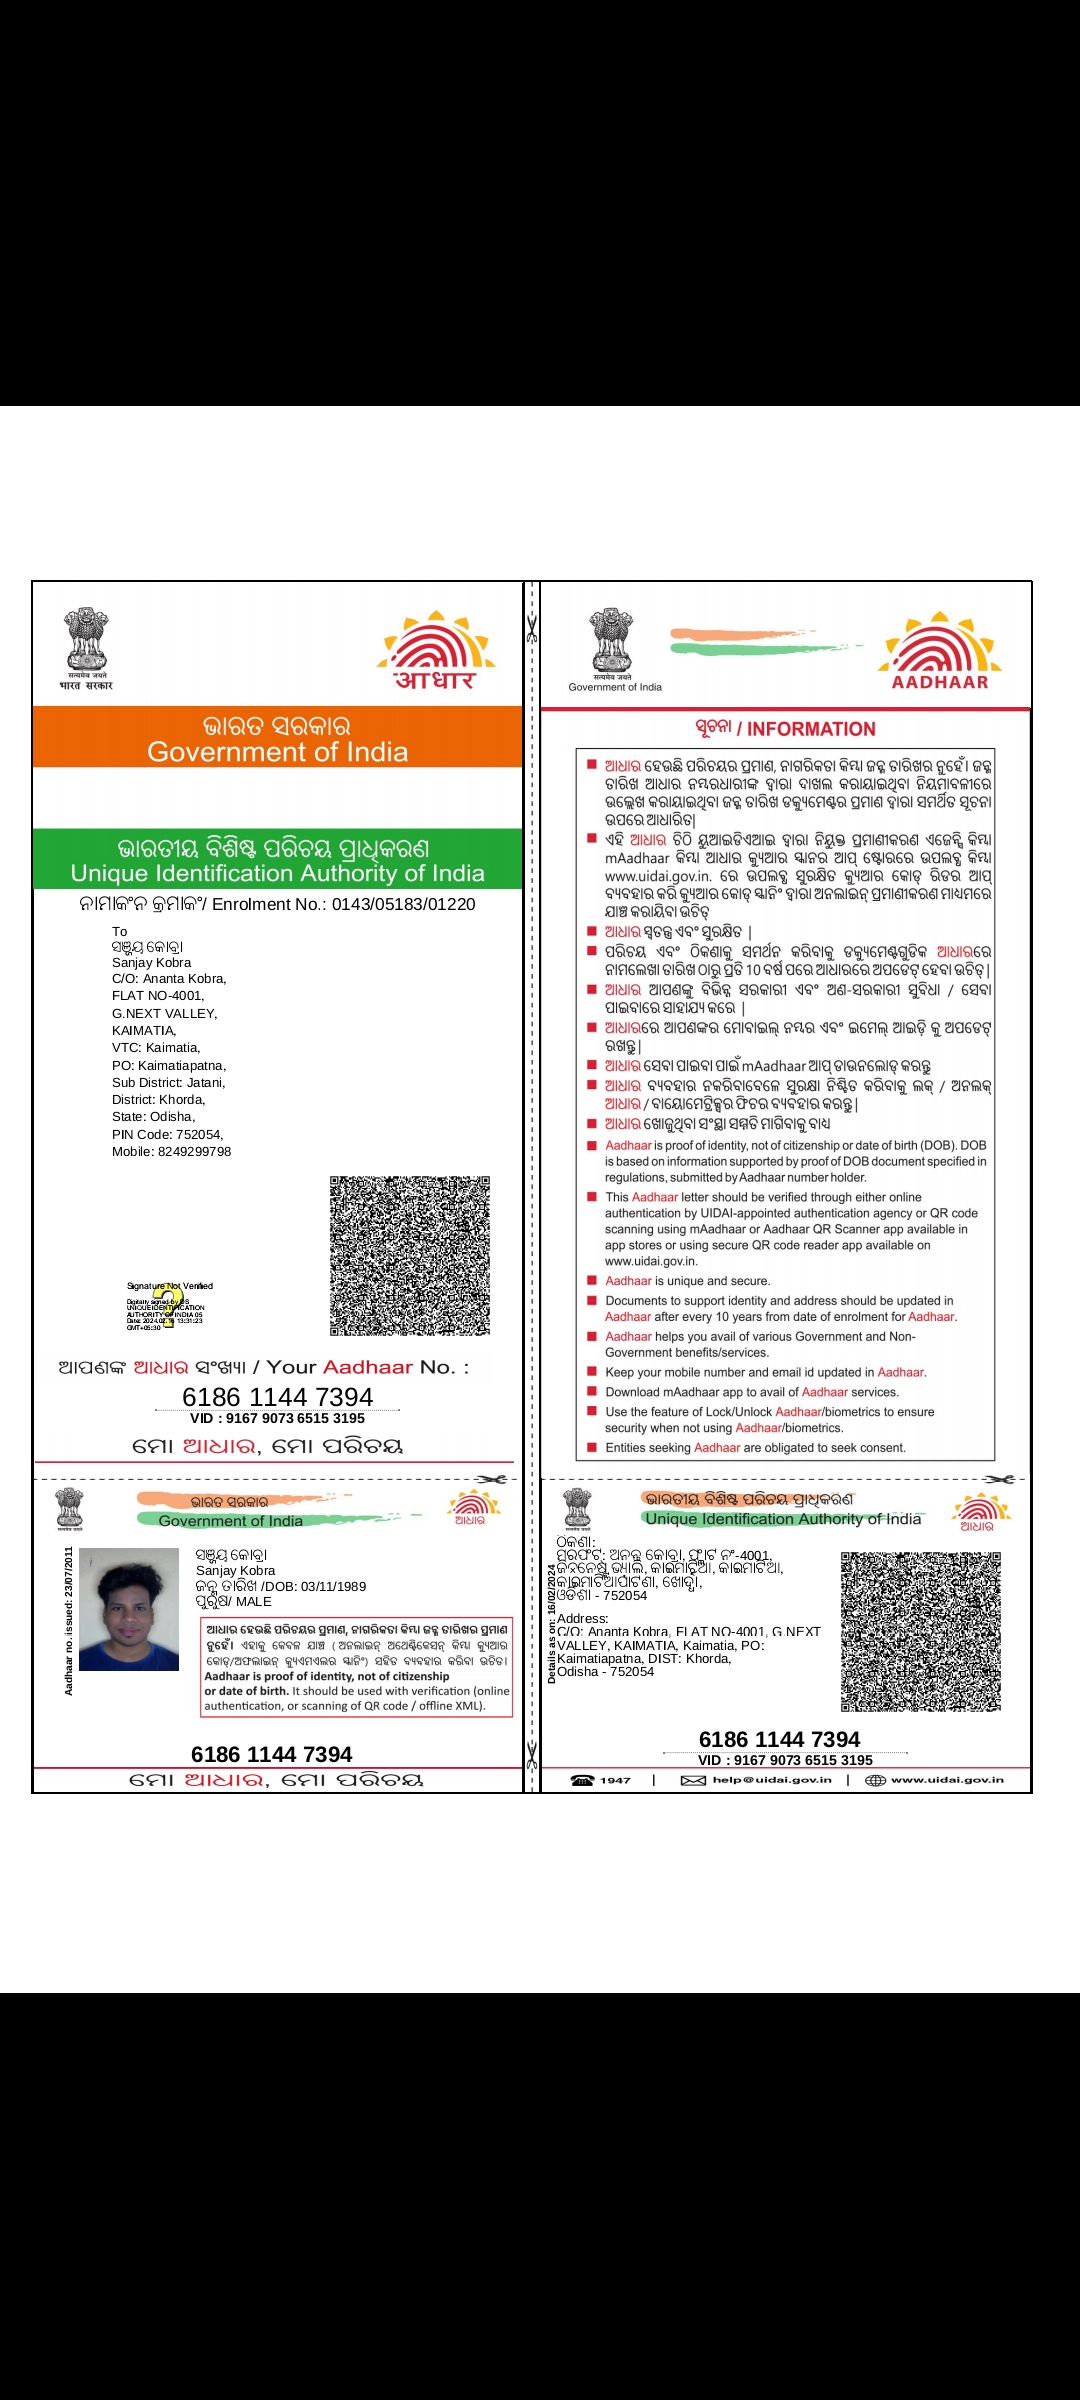 सत्यमेव जयते
भारत सरकार
आधार
ଭାରତ ସରକାର
Government of India
ଭାରତୀୟ ବିଶିଷ୍ଟ ପରିଚୟ ପ୍ରାଧିକରଣ
Unique Identification Authority of India
ନାମାକଂନ କ୍ରମାକଂ/ Enrolment No.: 0143/05183/01220
To
ସଞ୍ଜୟ କୋବ୍ରା
Sanjay Kobra
C/O: Ananta Kobra,
FLAT NO-4001,
G.NEXT VALLEY,
KAIMATIA,
VTC: Kaimatia,
PO: Kaimatiapatna,
Sub District: Jatani,
District: Khorda,
State: Odisha,
PIN Code: 752054,
Mobile: 8249299798
Signature Not Verified
Digitally signed by DS
UNIQUE IDENTIFICATION
AUTHORITY OF INDIA 05
Date: 2024.02.16 13:31:23
GMT+05:30
ଆପଣଙ୍କ ଆଧାର ସଂଖ୍ୟା / Your Aadhaar No. :
6186 1144 7394
VID : 9167 9073 6515 3195
ମୋ ଆଧାର, ମୋ ପରିଚୟ
ଭାରତ ସରକାର
Government of India
ଆଧାର
Aadhaar no. issued: 23/07/2011
ସଞ୍ଜୟ କୋବ୍ରା
Sanjay Kobra
ଜନ୍ମ ତାରିଖ /DOB: 03/11/1989
ପୁରୁଷ/ MALE
ଆଧାର ହେଉଛି ପରିଚୟର ପ୍ରମାଣ, ନାଗରିକତା କିମ୍ବା ଜନ୍ମ ତାରିଖର ପ୍ରମାଣ
ନୁହେଁ। ଏହାକୁ କେବଳ ଯାଞ୍ଚ ( ଅନଲାଇନ୍ ଅଥେଣ୍ଟିକେସନ୍ କିମ୍ବା କ୍ୟୁଆର
କୋଡ୍/ଅଫଲାଇନ୍ କ୍ୟୁଏମଏଲର ସ୍କାନିଂ) ସହିତ ବ୍ୟବହାର କରିବା ଉଚିତ।
Aadhaar is proof of identity, not of citizenship
or date of birth. It should be used with verification (online
authentication, or scanning of QR code / offline XML).
6186 1144 7394
ମୋ ଆଧାର, ମୋ ପରିଚୟ
सत्यमेव जयते
Government of India
AADHAAR
ସୂଚନା / INFORMATION
ଆଧାର ହେଉଛି ପରିଚୟର ପ୍ରମାଣ, ନାଗରିକତା କିମ୍ବା ଜନ୍ମ ତାରିଖର ନୁହେଁ। ଜନ୍ମ
ତାରିଖ ଆଧାର ନମ୍ବରଧାରୀଙ୍କ ଦ୍ୱାରା ଦାଖଲ କରାଯାଇଥିବା ନିୟମାବଳୀରେ
ଉଲ୍ଲେଖ କରାଯାଇଥିବା ଜନ୍ମ ତାରିଖ ଡକ୍ୟୁମେଣ୍ଟର ପ୍ରମାଣ ଦ୍ୱାରା ସମର୍ଥିତ ସୂଚନା
ଉପରେ ଆଧାରିତ|
ଏହି ଆଧାର ଚିଠି ୟୁଆଇଡିଏଆଇ ଦ୍ୱାରା ନିଯୁକ୍ତ ପ୍ରମାଣୀକରଣ ଏଜେନ୍ସି କିମ୍ବା
mAadhaar କିମ୍ବା ଆଧାର କ୍ୟୁଆର ସ୍କାନର ଆପ୍ ଷ୍ଟୋରରେ ଉପଲବ୍ଧ କିମ୍ବା
www.uidai.gov.in. ରେ ଉପଲବ୍ଧ ସୁରକ୍ଷିତ କ୍ୟୁଆର କୋଡ୍ ରିଡର ଆପ୍
ବ୍ୟବହାର କରି କ୍ୟୁଆର କୋଡ୍ ସ୍କାନିଂ ଦ୍ୱାରା ଅନଲାଇନ୍ ପ୍ରମାଣୀକରଣ ମାଧ୍ୟମରେ
ଯାଞ୍ଚ କରାଯିବା ଉଚିତ୍
ଆଧାର ସ୍ୱତନ୍ତ୍ର ଏବଂ ସୁରକ୍ଷିତ |
ପରିଚୟ ଏବଂ ଠିକଣାକୁ ସମର୍ଥନ କରିବାକୁ ଡକ୍ୟୁମେଣ୍ଟଗୁଡିକ ଆଧାରରେ
ନାମଲେଖା ତାରିଖ ଠାରୁ ପ୍ରତି 10 ବର୍ଷ ପରେ ଆଧାରରେ ଅପଡେଟ୍ ହେବା ଉଚିତ୍|
ଆଧାର ଆପଣଙ୍କୁ ବିଭିନ୍ନ ସରକାରୀ ଏବଂ ଅଣ-ସରକାରୀ ସୁବିଧା / ସେବା
ପାଇବାରେ ସାହାଯ୍ୟ କରେ |
ଆଧାରରେ ଆପଣଙ୍କର ମୋବାଇଲ୍ ନମ୍ବର ଏବଂ ଇମେଲ୍ ଆଇଡ଼ି କୁ ଅପଡେଟ୍
ରଖନ୍ତୁ|
ଆଧାର ସେବା ପାଇବା ପାଇଁ mAadhaar ଆପ୍ ଡାଉନଲୋଡ୍ କରନ୍ତୁ
ଆଧାର ବ୍ୟବହାର ନକରିବାବେଳେ ସୁରକ୍ଷା ନିଶ୍ଚିତ କରିବାକୁ ଲକ୍ / ଅନଲକ୍
ଆଧାର / ବାୟୋମେଟ୍ରିକ୍ସର ଫିଚର ବ୍ୟବହାର କରନ୍ତୁ|
ଆଧାର ଖୋଜୁଥିବା ସଂସ୍ଥା ସମ୍ମତି ମାଗିବାକୁ ବାଧ୍ୟ
Aadhaar is proof of identity, not of citizenship or date of birth (DOB). DOB
is based on information supported by proof of DOB document specified in
regulations, submitted by Aadhaar number holder.
This Aadhaar letter should be verified through either online
authentication by UIDAI-appointed authentication agency or QR code
scanning using mAadhaar or Aadhaar QR Scanner app available in
app stores or using secure QR code reader app available on
www.uidai.gov.in.
Aadhaar is unique and secure.
Documents to support identity and address should be updated in
Aadhaar after every 10 years from date of enrolment for Aadhaar.
Aadhaar helps you avail of various Government and Non-
Government benefits/services.
Keep your mobile number and email id updated in Aadhaar.
Download mAadhaar app to avail of Aadhaar services.
Use the feature of Lock/Unlock Aadhaar/biometrics to ensure
security when not using Aadhaar/biometrics.
Entities seeking Aadhaar are obligated to seek consent.
ଭାରତୀୟ ବିଶିଷ୍ଟ ପରିଚୟ ପ୍ରାଧିକରଣ
Unique Identification Authority of India
ଆଧାର
Details as on: 16/02/2024
ଠିକଣା:
ପ୍ରଯତ୍ନ: ଅନନ୍ତ କୋବ୍ରା, ଫ୍ଲାଟ ନଂ-4001,
ଜି.ନେକ୍ସଟ ଭ୍ୟାଲି, କାଇମାଟିଆ, କାଇମାଟିଆ,
କାଇମାଟିଆପାଟଣା, ଖୋର୍ଦ୍ଧା,
ଓଡିଶା - 752054
Address:
C/O: Ananta Kobra, FLAT NO-4001, G.NEXT
VALLEY, KAIMATIA, Kaimatia, PO:
Kaimatiapatna, DIST: Khorda,
Odisha - 752054
6186 1144 7394
VID : 9167 9073 6515 3195
1947 | help@uidai.gov.in | www.uidai.gov.in